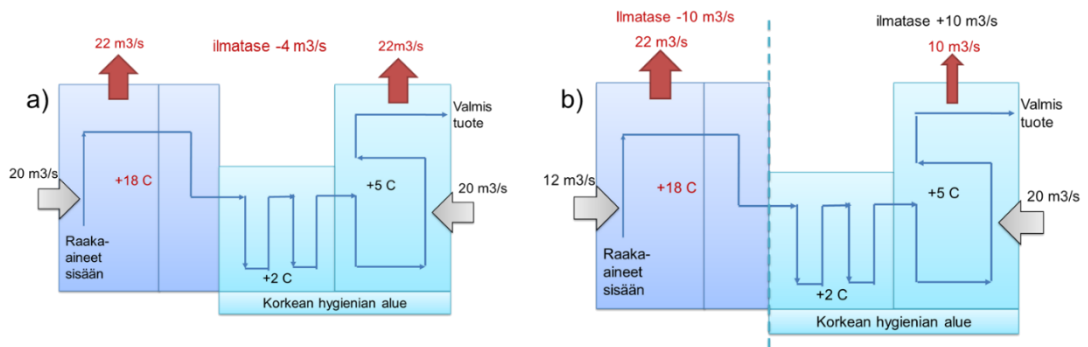 a)
22 m3/s
ilmatase -4 m3/s
22m3/s
Valmis
tuote
20 m3/s
+18 C
+5 C
20 m3/s
Raaka-
aineet
sisään
+2 C
Korkean hygienian alue
b)
Ilmatase -10 m3/s
22 m3/s
ilmatase +10 m3/s
10 m3/s
Valmis
tuote
12 m3/s
+18 C
+5 C
20 m3/s
Raaka-
aineet
sisään
+2 C
Korkean hygienian alue